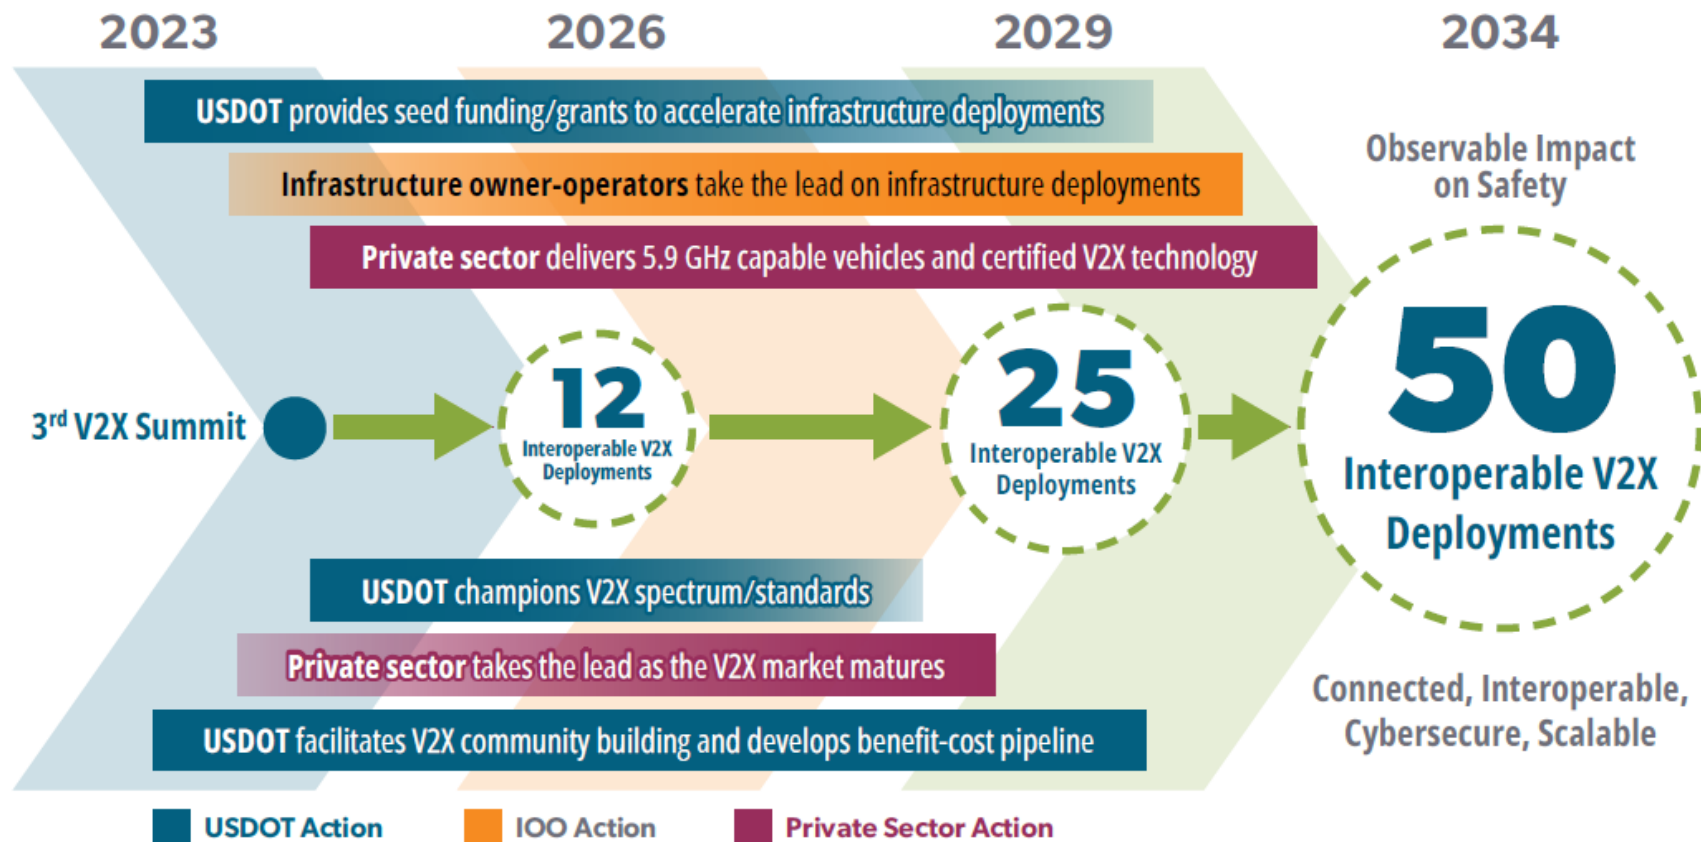 2023 2026 2029 2034
USDOT provides seed funding/grants to accelerate infrastructure deployments
Infrastructure owner-operators take the lead on infrastructure deployments
Private sector delivers 5.9 GHz capable vehicles and certified V2X technology
Observable Impact
on Safety
3rd V2X Summit
12
Interoperable V2X
Deployments
25
Interoperable V2X
Deployments
50
Interoperable V2X
Deployments
USDOT champions V2X spectrum/standards
Private sector takes the lead as the V2X market matures
USDOT facilitates V2X community building and develops benefit-cost pipeline
Connected, Interoperable,
Cybersecure, Scalable
USDOT Action IOO Action Private Sector Action